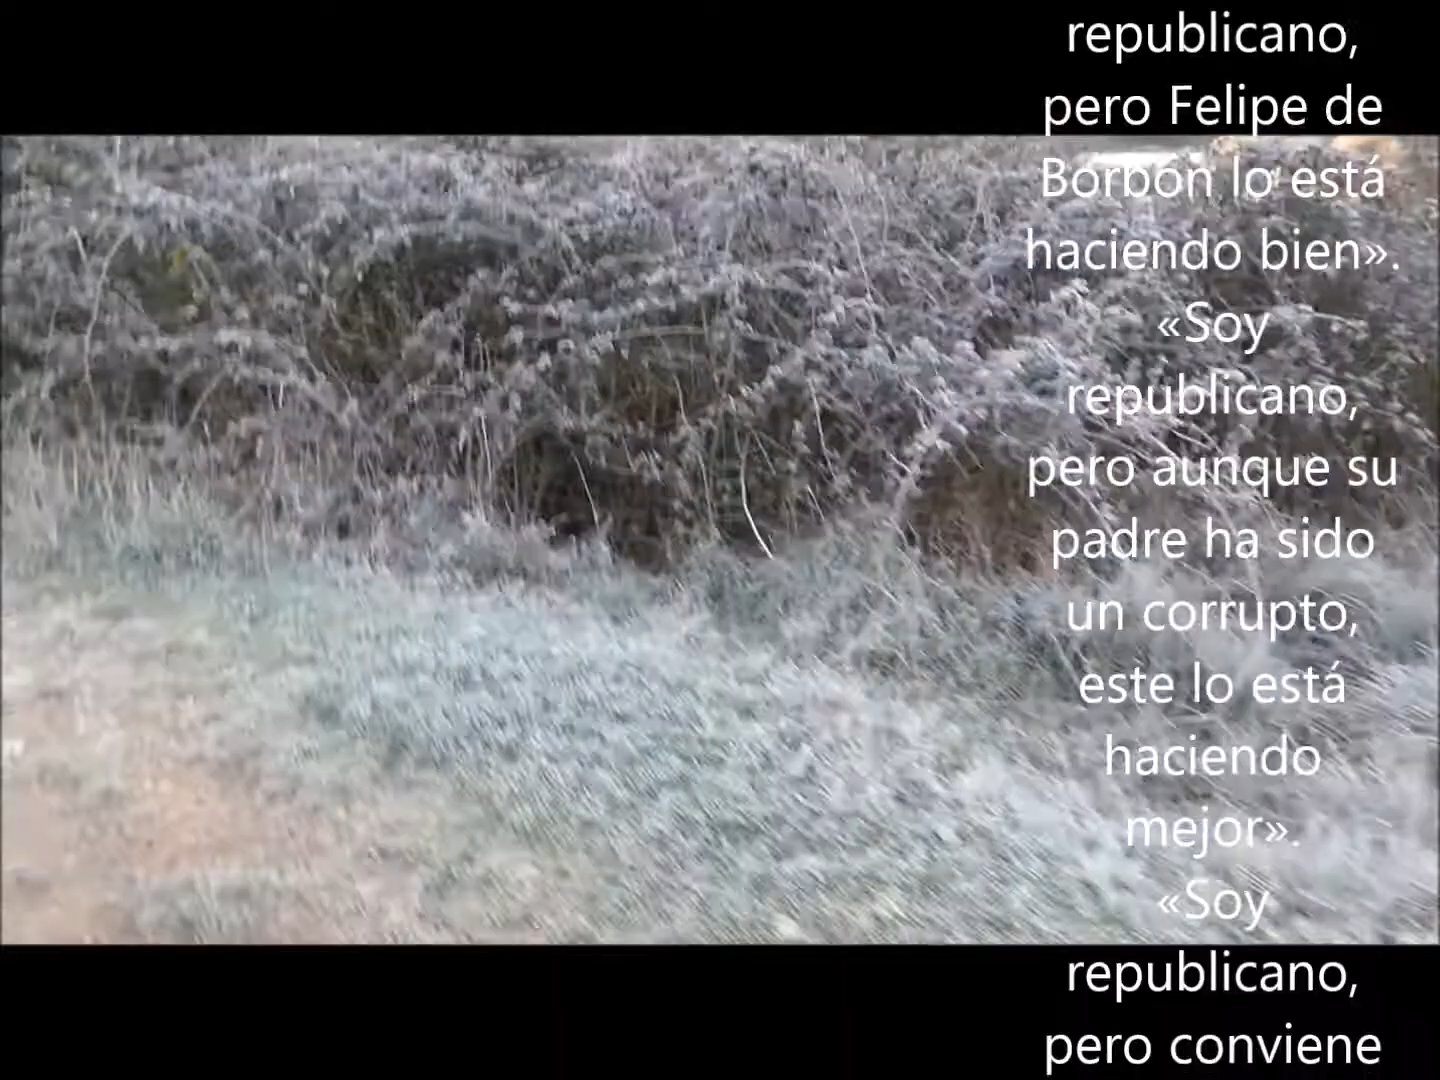 republicano,
pero Felipe de
Borbón lo está
haciendo bien».
«Soy
republicano,
pero aunque su
padre ha sido
un corrupto,
este lo está
haciendo
mejor».
«Soy
republicano,
pero conviene